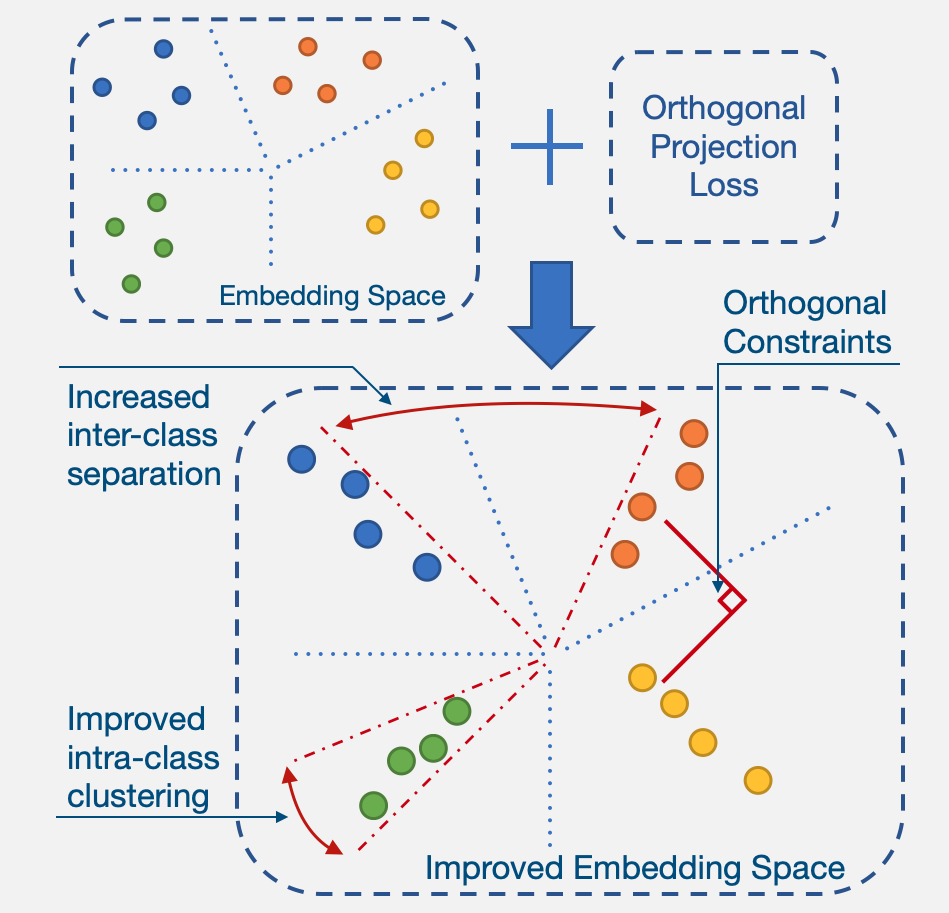 Orthogonal
Projection
Loss
Embedding Space
Orthogonal
Constraints
Increased
inter-class
separation
Improved
intra-class
clustering
Improved Embedding Space